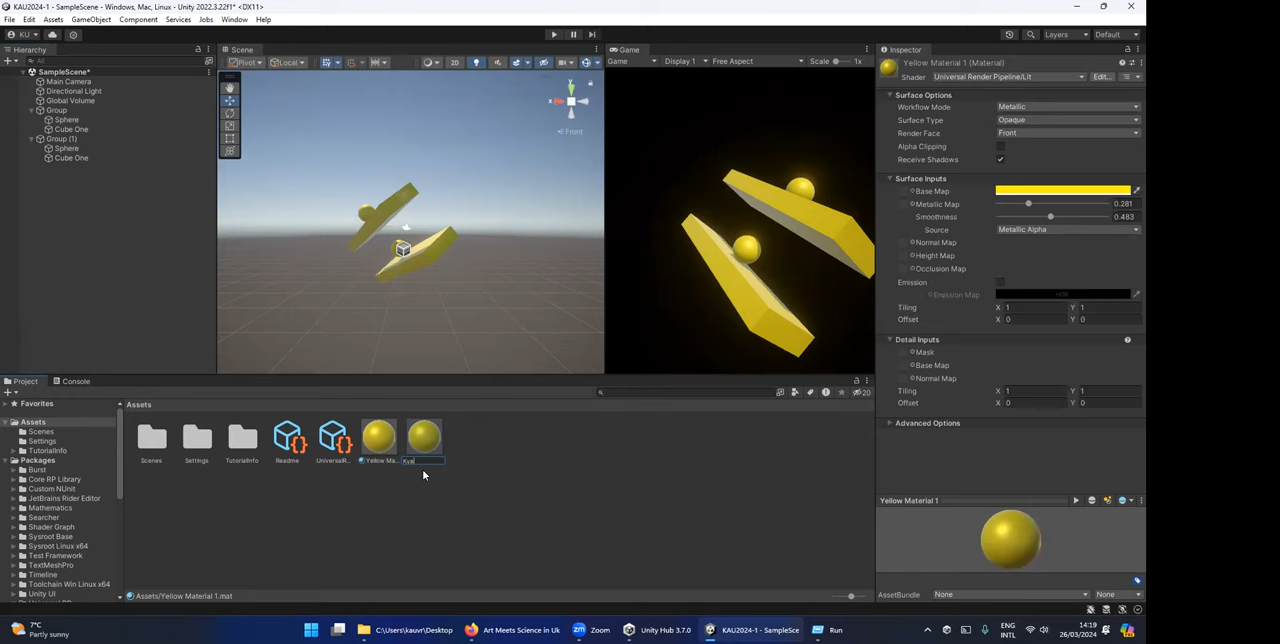 KAU2024-1 - SampleScene - Windows, Mac, Linux - Unity 2022.3.22f1* <DX11>
File Edit Assets GameObject Component Services Jobs Window Help
KU Layers Default
Hierarchy Scene Game Inspector
All Pivot Local 2D Game Display 1 Free Aspect Scale 1x
Yellow Material 1 (Material)
Shader Universal Render Pipeline/Lit Edit...
SampleScene*
Main Camera
Directional Light
Global Volume
Group
Sphere
Cube One
Group (1)
Sphere
Cube One
x
Front
Surface Options
Workflow Mode Metallic
Surface Type Opaque
Render Face Front
Alpha Clipping
Receive Shadows
Surface Inputs
Base Map
Metallic Map 0.281
Smoothness 0.483
Source Metallic Alpha
Normal Map
Height Map
Occlusion Map
Emission
Emission Map HDR
Tiling X 1 Y 1
Offset X 0 Y 0
Detail Inputs
Mask
Base Map
Normal Map
Tiling X 1 Y 1
Offset X 0 Y 0
Advanced Options
Project Console
20
Favorites
Assets
Scenes
Settings
TutorialInfo
Packages
Burst
Core RP Library
Custom NUnit
JetBrains Rider Editor
Mathematics
Searcher
Shader Graph
Sysroot Base
Sysroot Linux x64
Test Framework
TextMeshPro
Timeline
Toolchain Win Linux x64
Unity UI
Assets
Scenes Settings TutorialInfo Readme UniversalR... Yellow Ma...
Assets/Yellow Material 1.mat
Yellow Material 1
AssetBundle None None
7°C
Partly sunny
C:\Users\kauvr\Desktop Art Meets Science in Uk Zoom Unity Hub 3.7.0 KAU2024-1 - SampleSce Run
ENG
INTL
14:19
26/03/2024